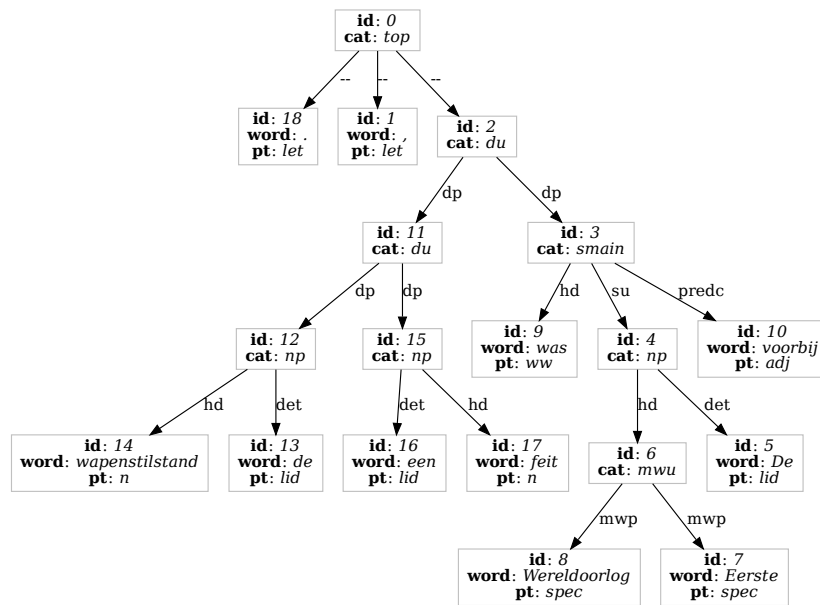 id: 0
cat: top
--
--
--
id: 18
word: .
pt: let
id: 1
word: ,
pt: let
id: 2
cat: du
dp
dp
id: 11
cat: du
id: 3
cat: smain
dp
dp
hd
su
predc
id: 12
cat: np
id: 15
cat: np
id: 9
word: was
pt: ww
id: 4
cat: np
id: 10
word: voorbij
pt: adj
hd
det
det
hd
hd
det
id: 14
word: wapenstilstand
pt: n
id: 13
word: de
pt: lid
id: 16
word: een
pt: lid
id: 17
word: feit
pt: n
id: 6
cat: mwu
id: 5
word: De
pt: lid
mwp
mwp
id: 8
word: Wereldoorlog
pt: spec
id: 7
word: Eerste
pt: spec